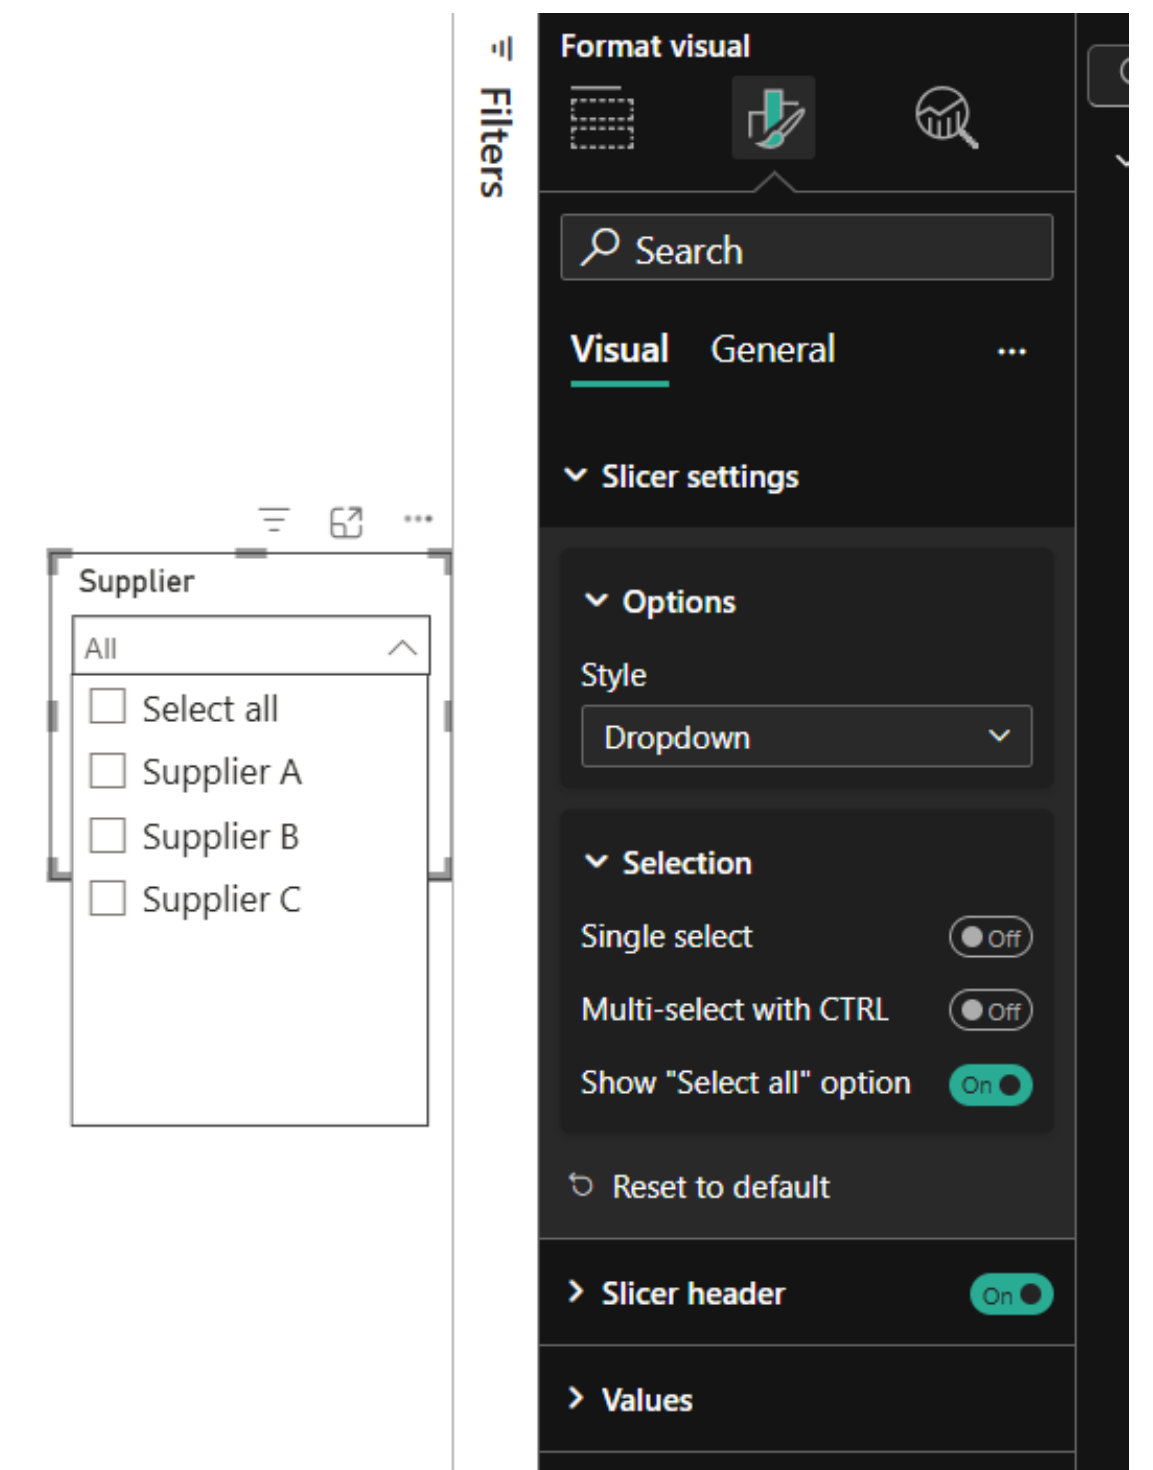 Supplier
All
Select all
Supplier A
Supplier B
Supplier C
Filters
Format visual
Search
Visual General
Slicer settings
Options
Style
Dropdown
Selection
Single select Off
Multi-select with CTRL Off
Show "Select all" option On
Reset to default
Slicer header On
Values